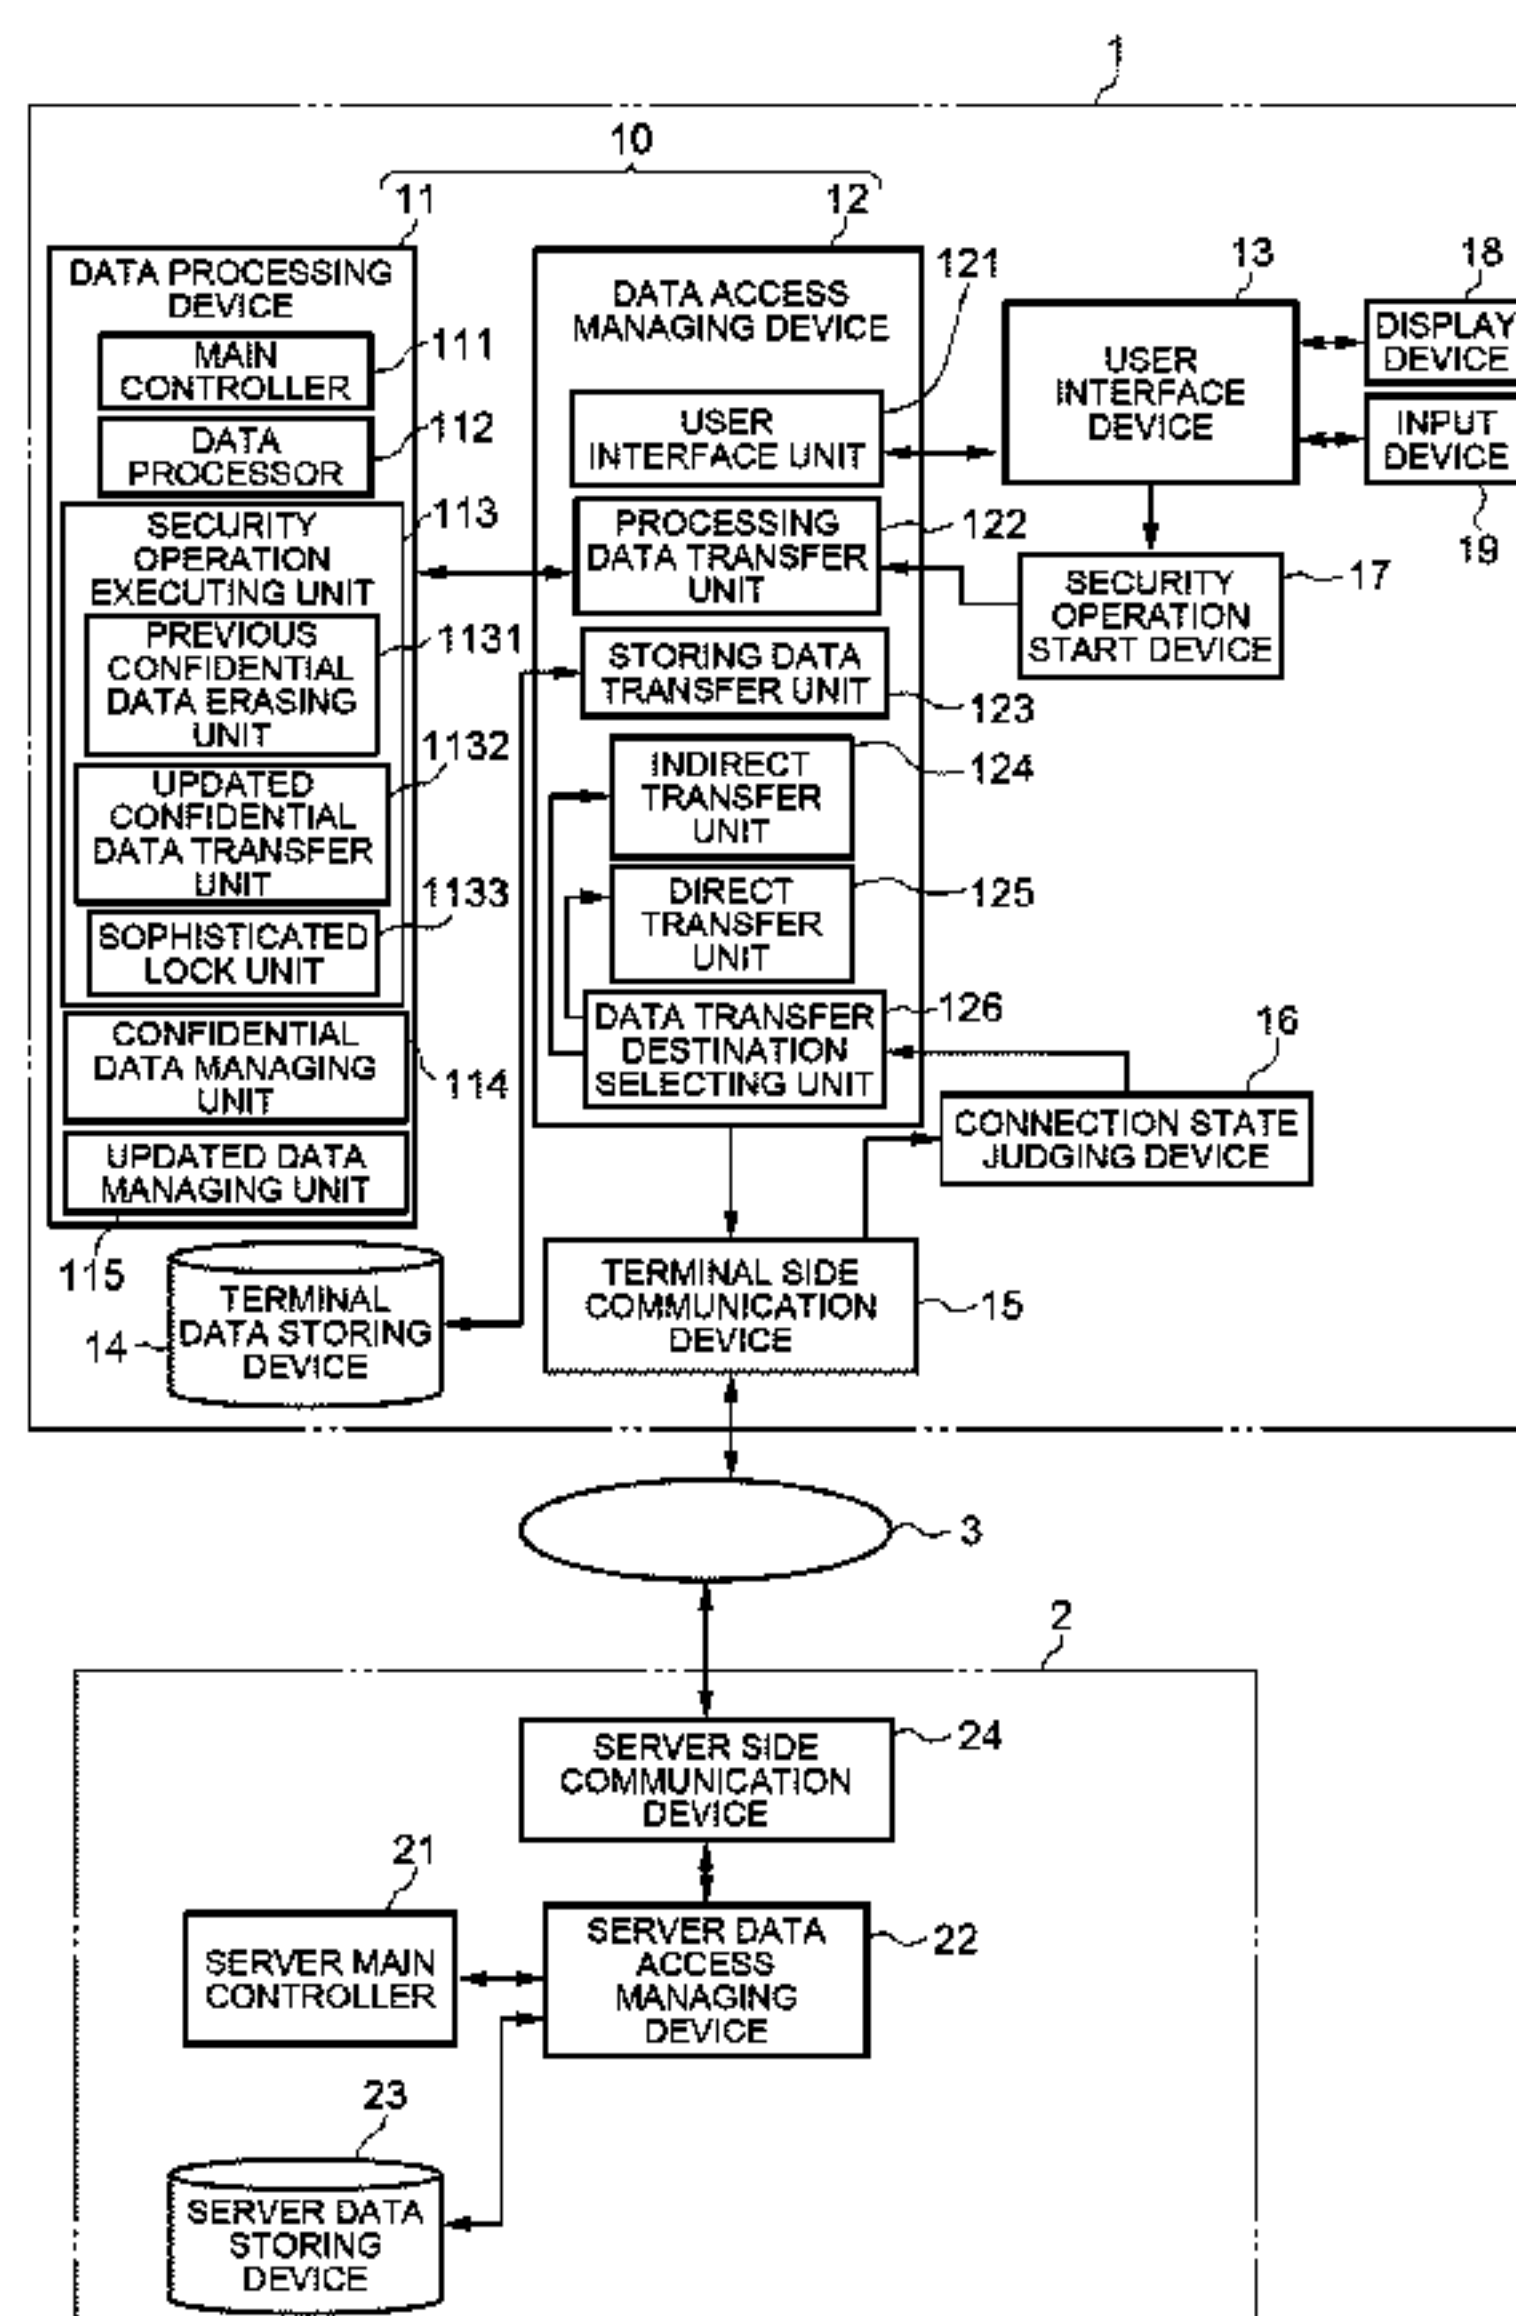 1
10
11
12
DATA PROCESSING
DEVICE
MAIN
CONTROLLER
111
DATA
PROCESSOR
112
SECURITY
OPERATION
EXECUTING UNIT
113
PREVIOUS
CONFIDENTIAL
DATA ERASING
UNIT
1131
UPDATED
CONFIDENTIAL
DATA TRANSFER
UNIT
1132
SOPHISTICATED
LOCK UNIT
1133
CONFIDENTIAL
DATA MANAGING
UNIT
114
UPDATED DATA
MANAGING UNIT
115
TERMINAL
DATA STORING
DEVICE
14
DATA ACCESS
MANAGING DEVICE
USER
INTERFACE UNIT
121
PROCESSING
DATA TRANSFER
UNIT
122
STORING DATA
TRANSFER UNIT
123
INDIRECT
TRANSFER
UNIT
124
DIRECT
TRANSFER
UNIT
125
DATA TRANSFER
DESTINATION
SELECTING UNIT
126
USER
INTERFACE
DEVICE
13
DISPLAY
DEVICE
18
INPUT
DEVICE
19
SECURITY
OPERATION
START DEVICE
17
CONNECTION STATE
JUDGING DEVICE
16
TERMINAL SIDE
COMMUNICATION
DEVICE
15
3
2
SERVER SIDE
COMMUNICATION
DEVICE
24
SERVER MAIN
CONTROLLER
21
SERVER DATA
ACCESS
MANAGING
DEVICE
22
SERVER DATA
STORING
DEVICE
23